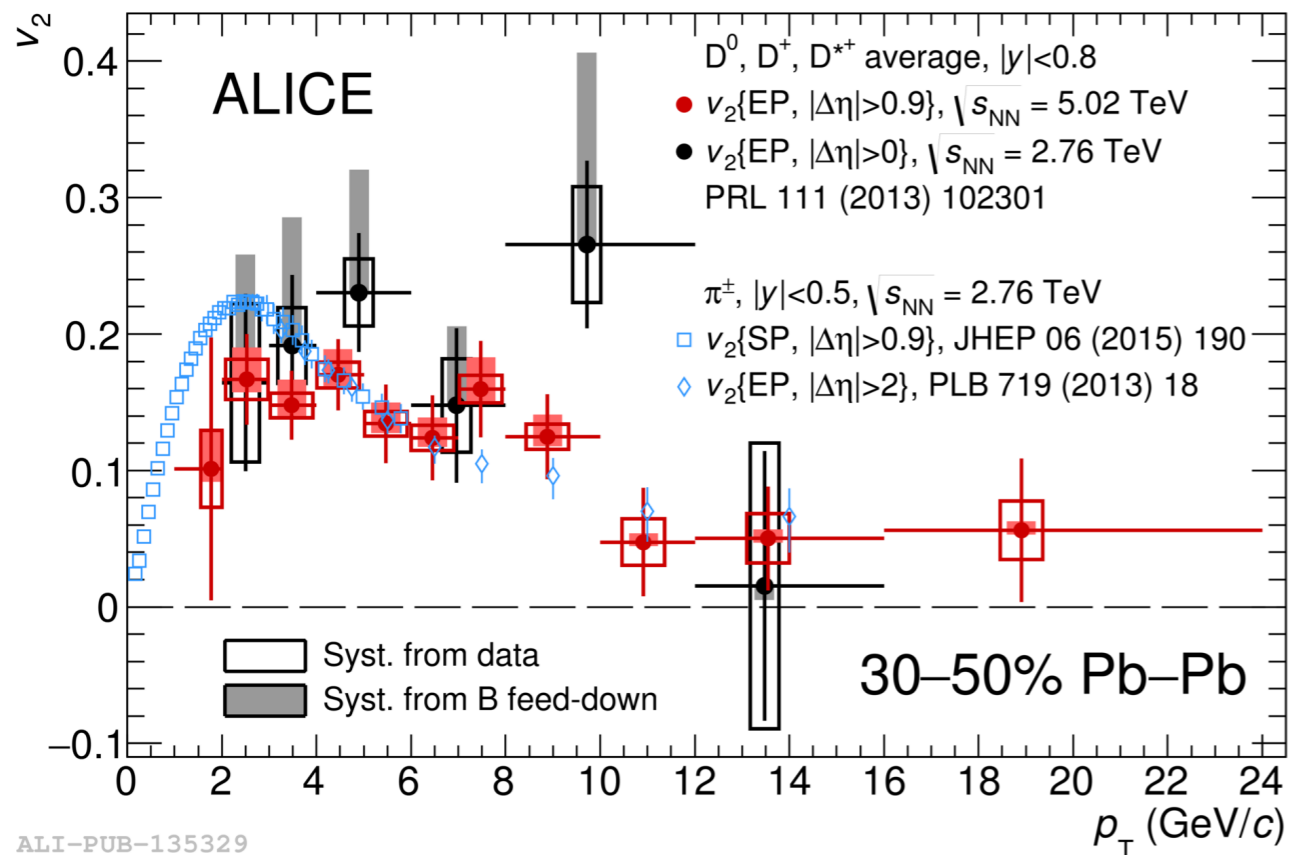 v₂
0.4
0.3
0.2
0.1
0
−0.1
ALICE
D⁰, D⁺, D*⁺ average, |y|<0.8
v₂{EP, |Δη|>0.9}, √s_NN = 5.02 TeV
v₂{EP, |Δη|>0}, √s_NN = 2.76 TeV
PRL 111 (2013) 102301
π±, |y|<0.5, √s_NN = 2.76 TeV
v₂{SP, |Δη|>0.9}, JHEP 06 (2015) 190
v₂{EP, |Δη|>2}, PLB 719 (2013) 18
Syst. from data
Syst. from B feed-down
30–50% Pb–Pb
0 2 4 6 8 10 12 14 16 18 20 22 24
p_T (GeV/c)
ALI-PUB-135329